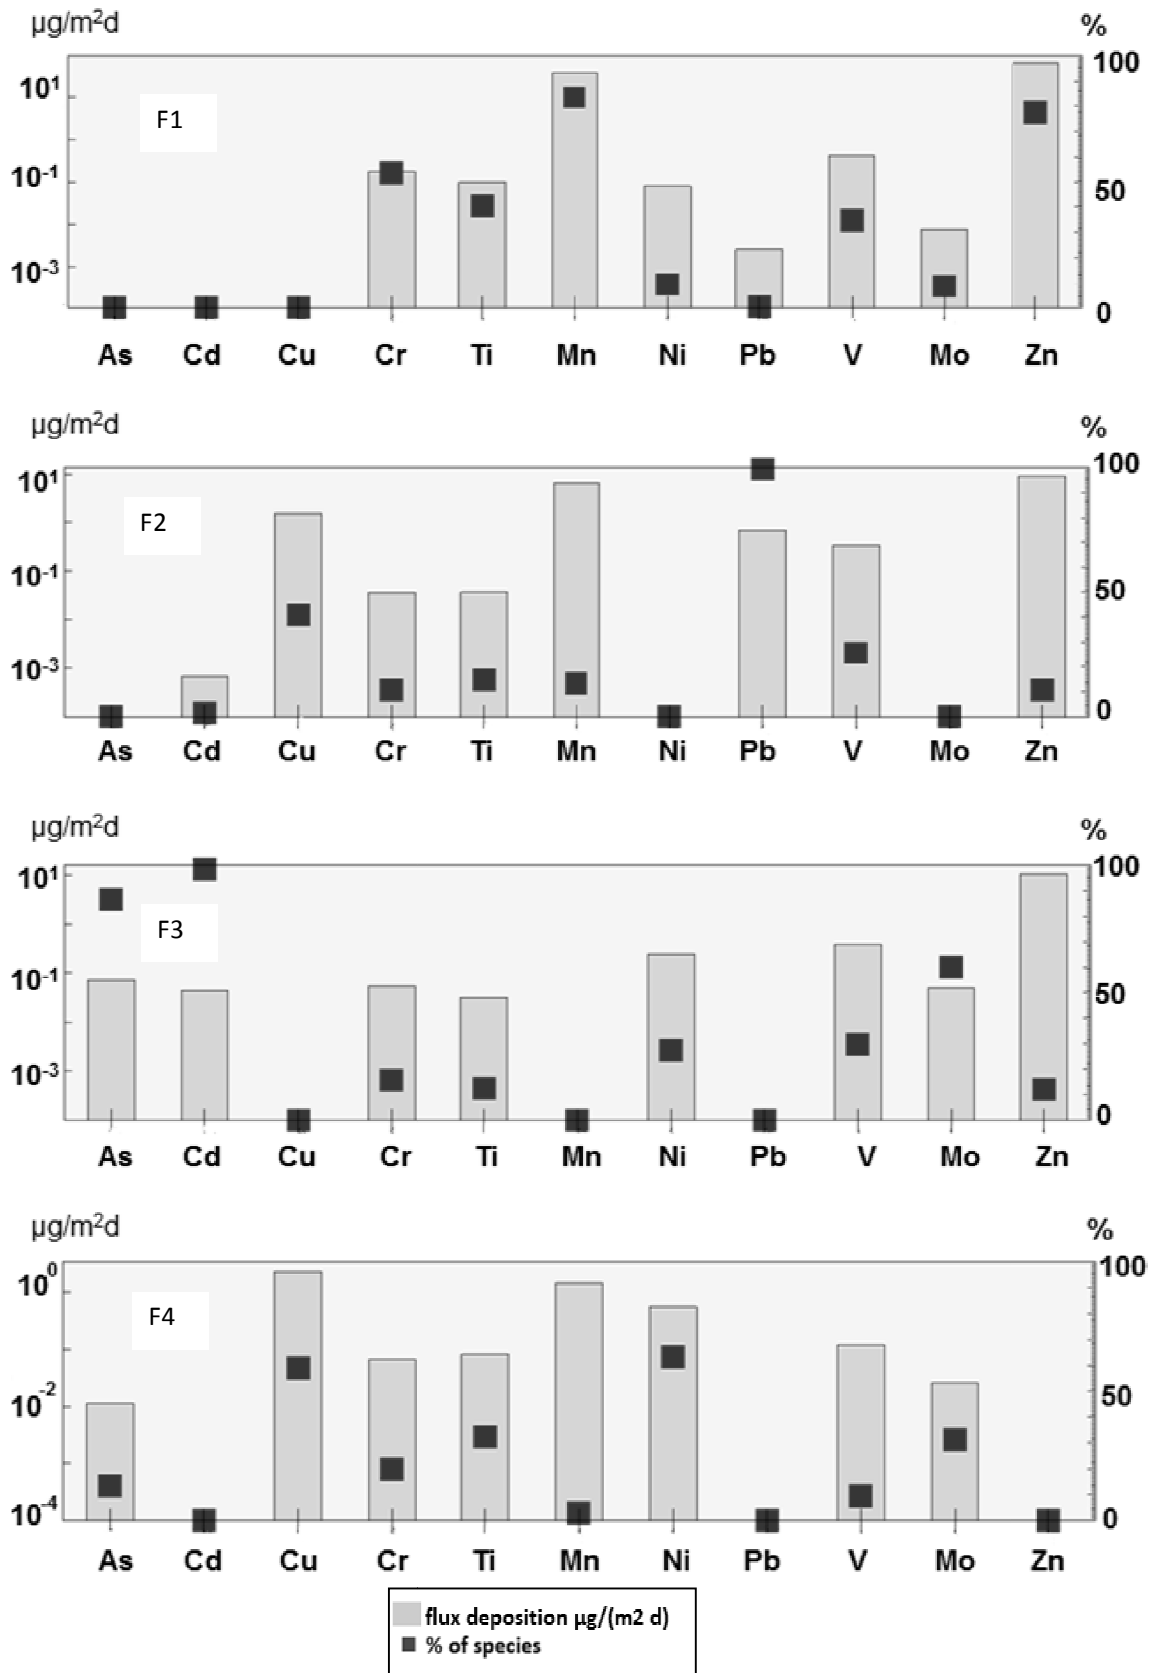 µg/m²d %
10¹ 100
F1
10⁻¹ 50
10⁻³ 0
As Cd Cu Cr Ti Mn Ni Pb V Mo Zn
µg/m²d %
10¹ 100
F2
10⁻¹ 50
10⁻³ 0
As Cd Cu Cr Ti Mn Ni Pb V Mo Zn
µg/m²d %
10¹ 100
F3
10⁻¹ 50
10⁻³ 0
As Cd Cu Cr Ti Mn Ni Pb V Mo Zn
µg/m²d %
10⁰ 100
F4
10⁻² 50
10⁻⁴ 0
As Cd Cu Cr Ti Mn Ni Pb V Mo Zn
flux deposition µg/(m2 d)
% of species